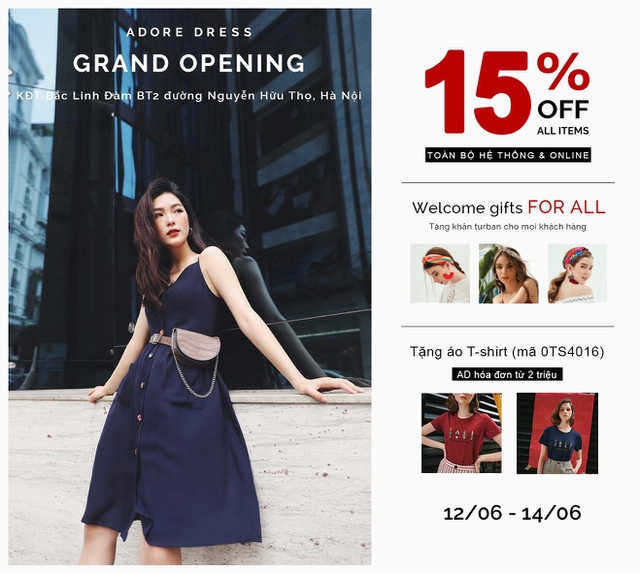 ADORE DRESS
GRAND OPENING
KĐT Bắc Linh Đàm BT2 đường Nguyễn Hữu Thọ, Hà Nội
15% OFF
ALL ITEMS
TOÀN BỘ HỆ THỐNG & ONLINE
Welcome gifts FOR ALL
Tặng khăn turban cho mọi khách hàng
Tặng áo T-shirt (mã 0TS4016)
AD hóa đơn từ 2 triệu
12/06 - 14/06